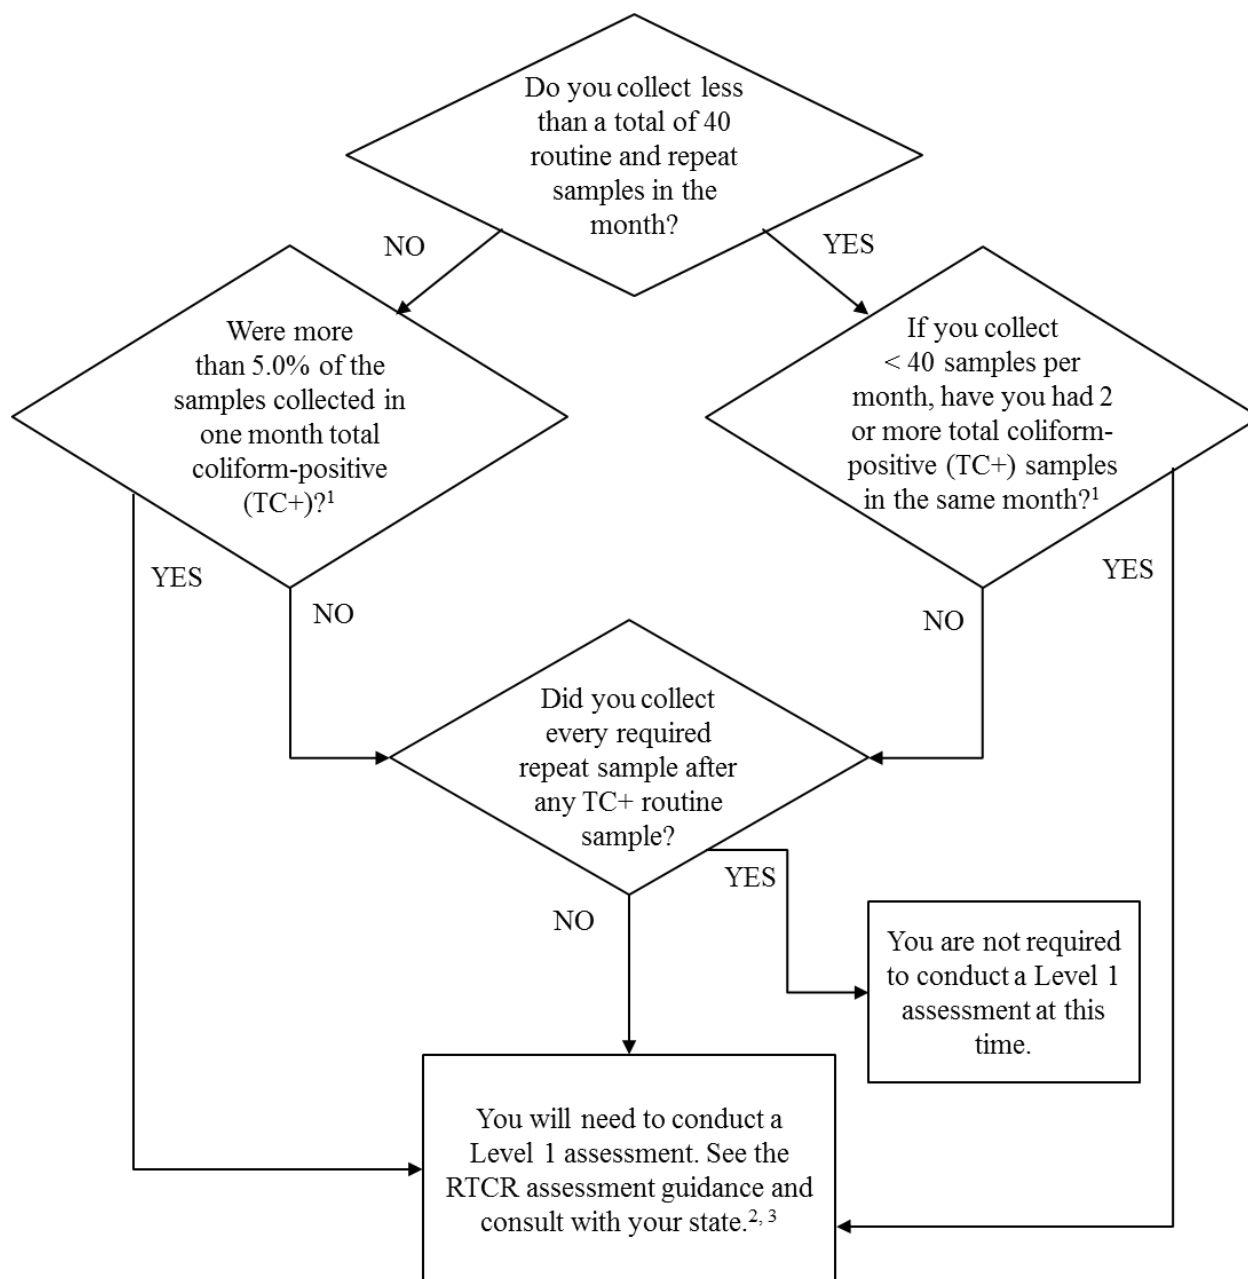 Do you collect less
than a total of 40
routine and repeat
samples in the
month?
NO
YES
Were more
than 5.0% of the
samples collected in
one month total
coliform-positive
(TC+)?1
If you collect
< 40 samples per
month, have you had 2
or more total coliform-
positive (TC+) samples
in the same month?1
YES
NO
NO
YES
Did you collect
every required
repeat sample after
any TC+ routine
sample?
YES
NO
You are not required
to conduct a Level 1
assessment at this
time.
You will need to conduct a
Level 1 assessment. See the
RTCR assessment guidance and
consult with your state.2, 3